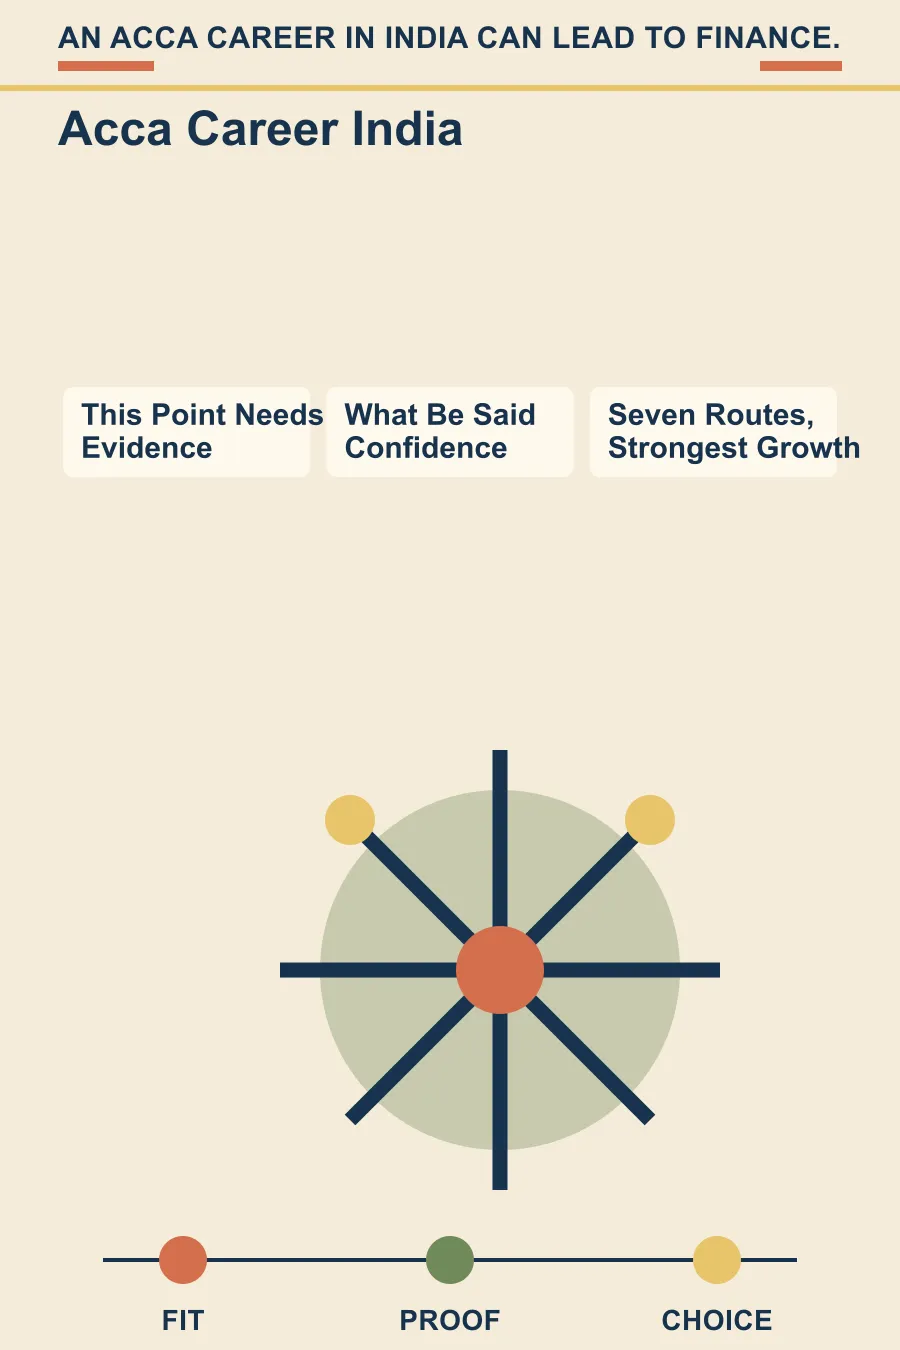 AN ACCA CAREER IN INDIA CAN LEAD TO FINANCE.
Acca Career India
This Point Needs
Evidence
What Be Said
Confidence
Seven Routes,
Strongest Growth
FIT
PROOF
CHOICE